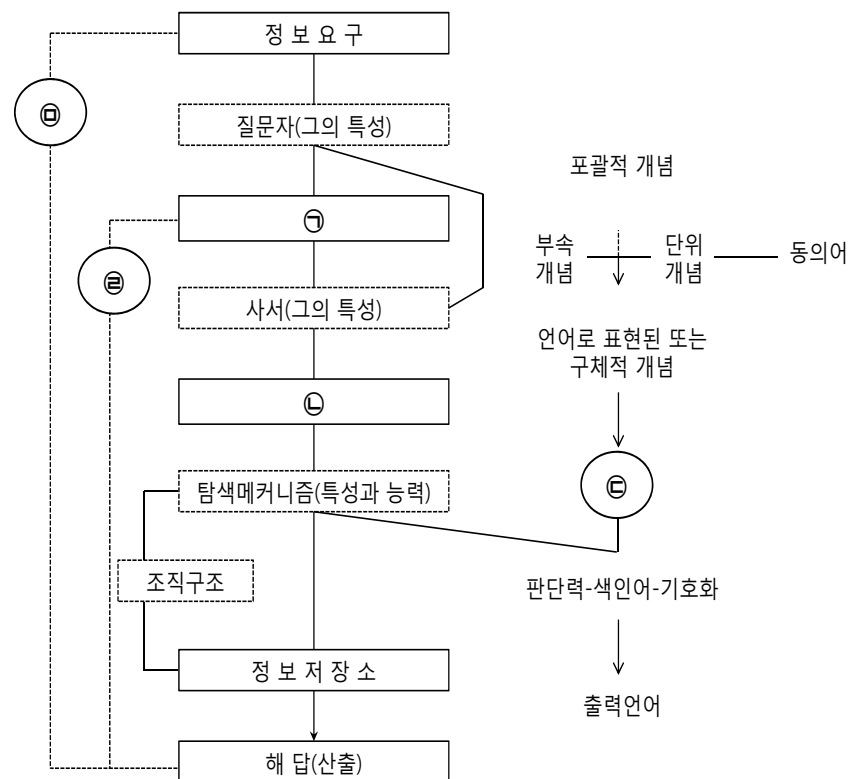 정 보 요 구
㉤
질문자(그의 특성)
포괄적 개념
㉠
부속
개념
단위
개념
동의어
㉣
사서(그의 특성)
언어로 표현된 또는
구체적 개념
㉡
탐색메커니즘(특성과 능력)
㉢
조직구조
판단력-색인어-기호화
정 보 저 장 소
출력언어
해 답(산출)